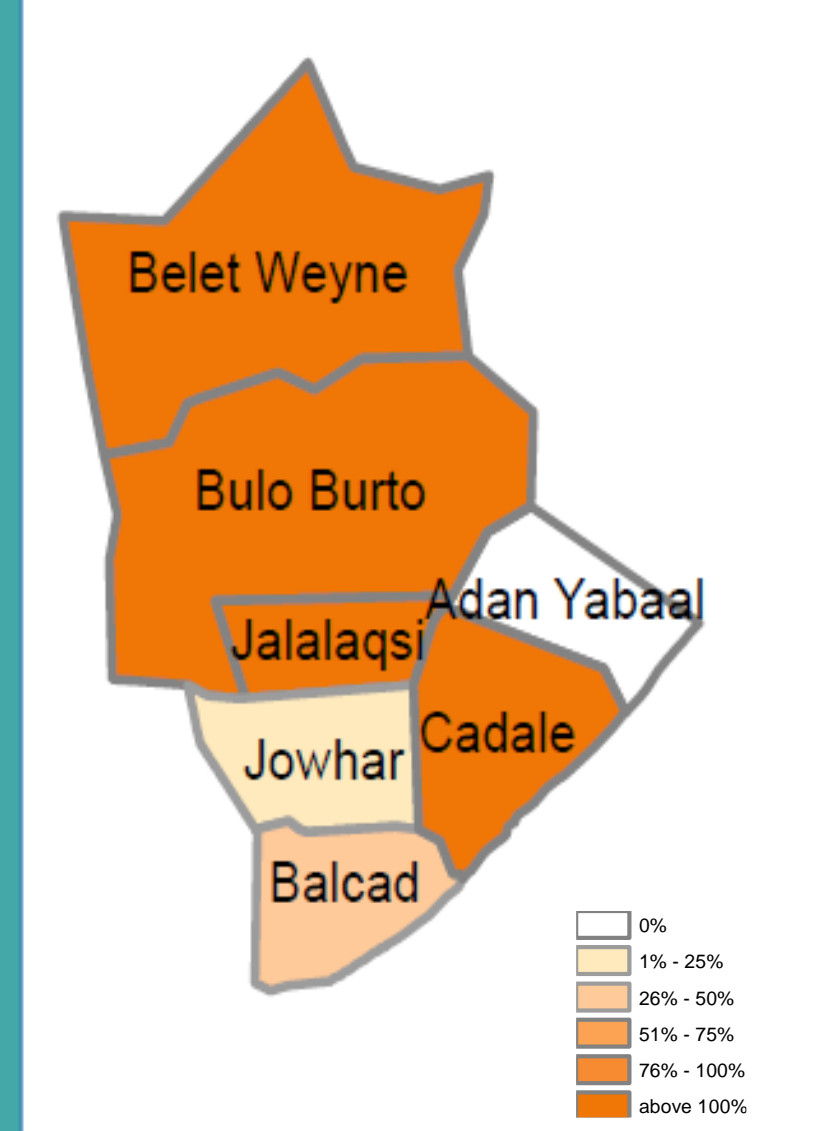 Belet Weyne
Bulo Burto
Adan Yabaal
Jalalaqsi
Cadale
Jowhar
Balcad
0%
1% - 25%
26% - 50%
51% - 75%
76% - 100%
above 100%